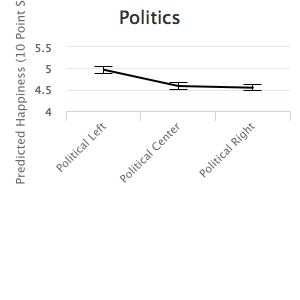 Politics
Predicted Happiness (10 Point S
5.5
5
4.5
4
Political Left
Political Center
Political Right